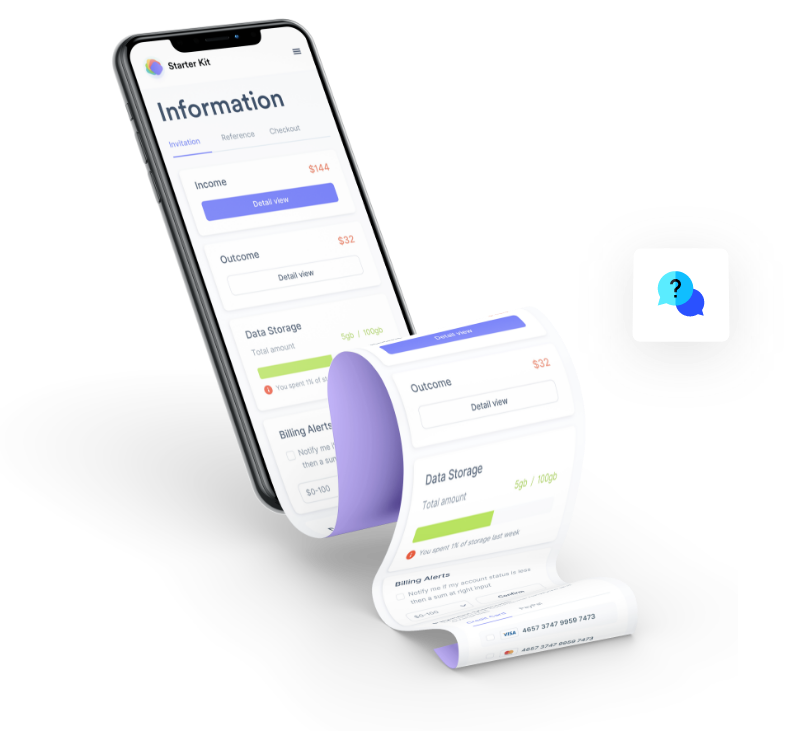 Starter Kit
Information
Invitation Reference Checkout
Income $144
Detail view
Outcome $32
Detail view
Data Storage
Total amount 5gb / 100gb
You spent 1% of
Billing Alerts
Notify me
then a sum
$0-100
Detail view
Outcome $32
Detail view
Data Storage
Total amount 5gb / 100gb
You spent 1% of storage last week
Billing Alerts
Notify me if my account status is less
then a sum at right input
$0-100 Confirm
Credit Card PayPal
VISA 4657 3747 9959 7473
4657 3747 9959 7473
?